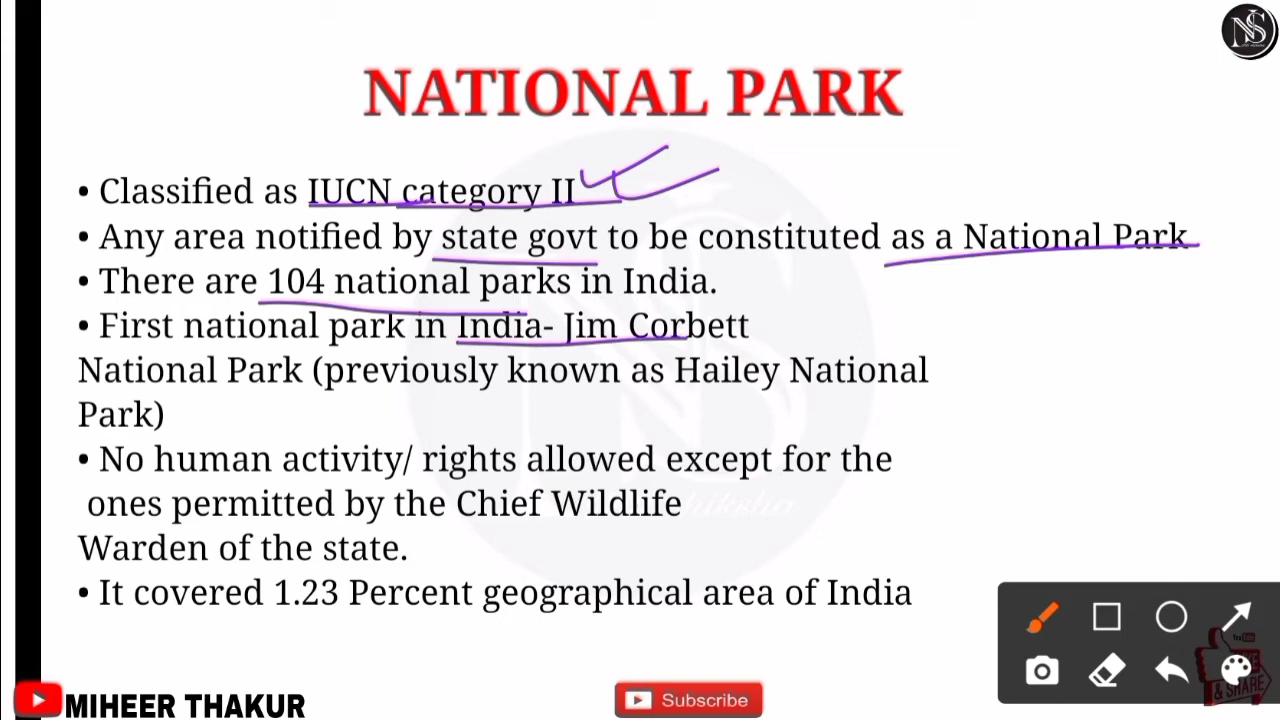 NS
NATIONAL PARK
• Classified as IUCN category II
• Any area notified by state govt to be constituted as a National Park
• There are 104 national parks in India.
• First national park in India- Jim Corbett
National Park (previously known as Hailey National
Park)
• No human activity/ rights allowed except for the
ones permitted by the Chief Wildlife
Warden of the state.
• It covered 1.23 Percent geographical area of India
MIHEER THAKUR
Subscribe
& SHARE